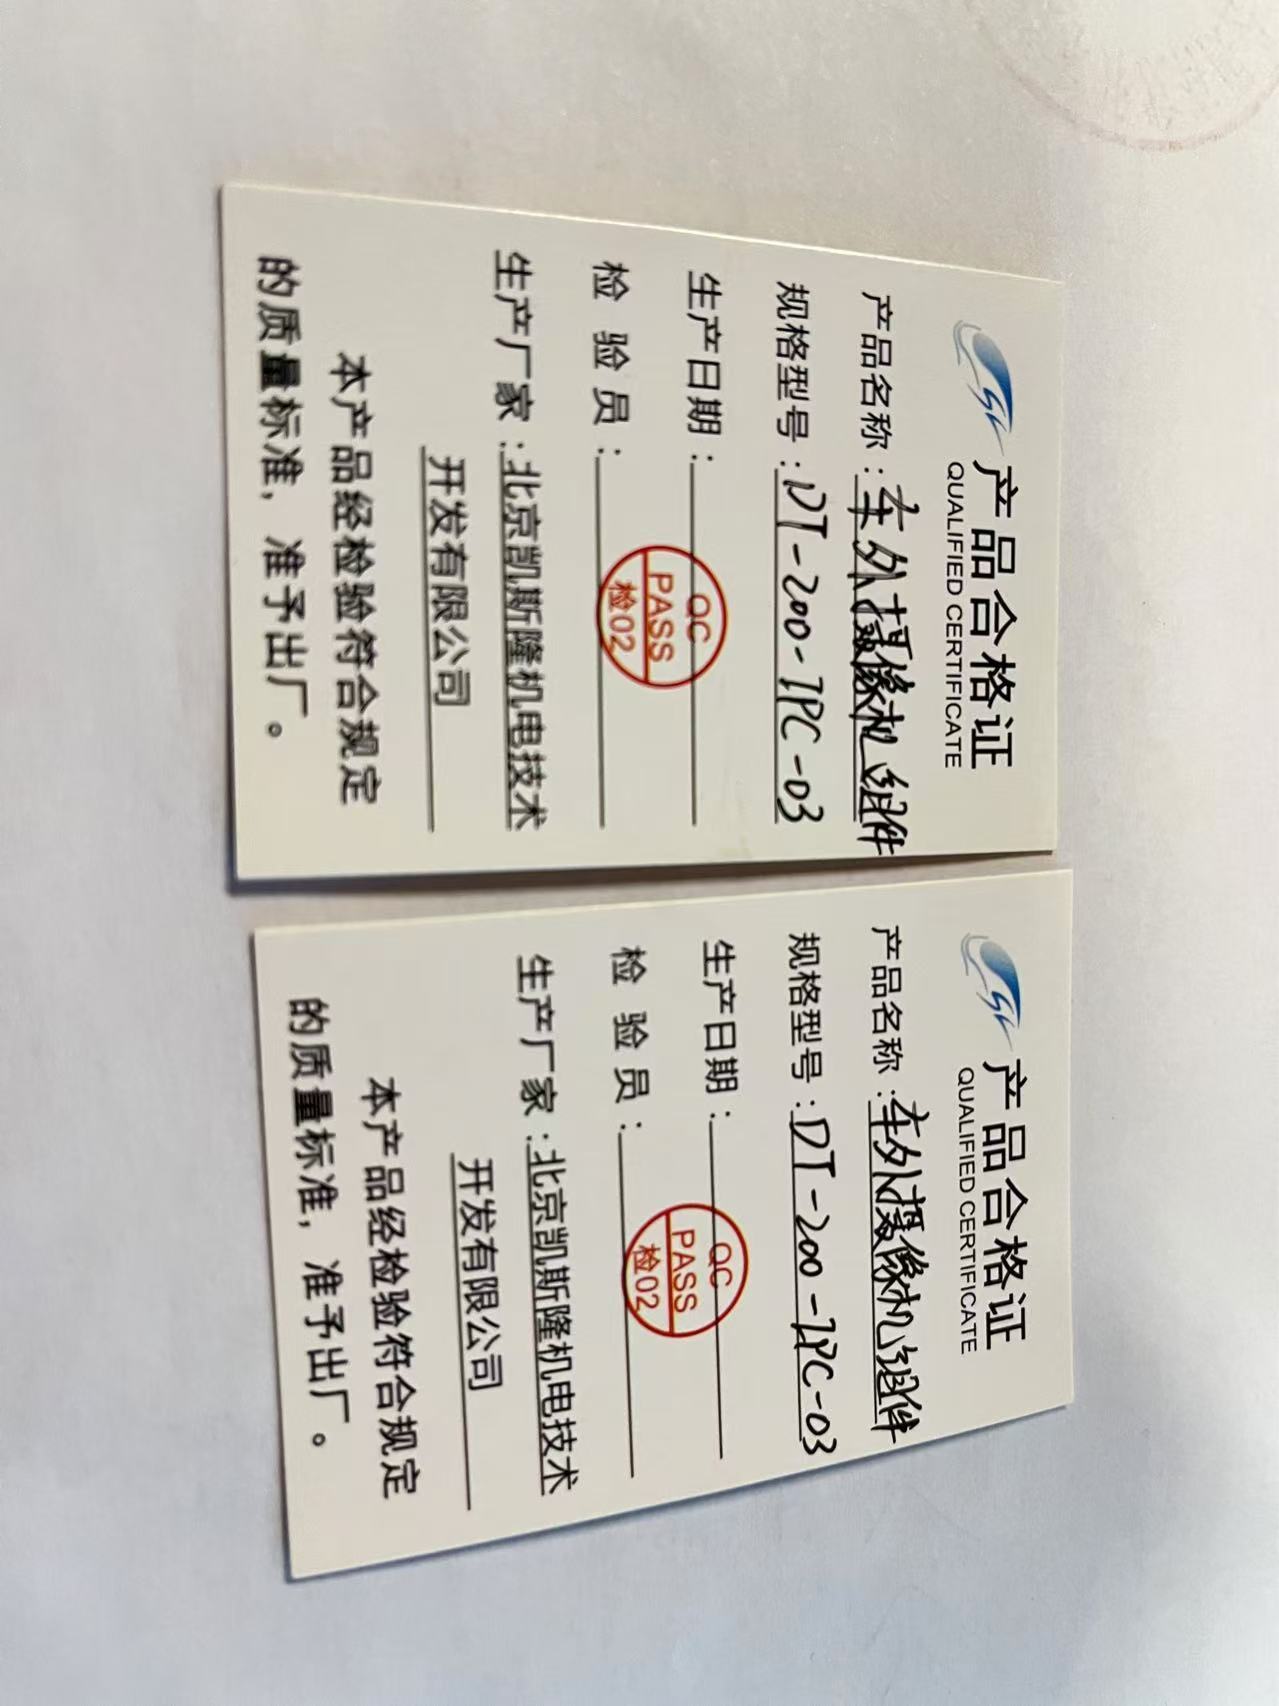 产品合格证
QUALIFIED CERTIFICATE
产品名称：车外摄像机组件
规格型号：DT-200-IPC-03
生产日期：
检验员：
QC
PASS
检02
生产厂家：北京凯斯隆机电技术
开发有限公司
本产品经检验符合规定
的质量标准，准予出厂。
产品合格证
QUALIFIED CERTIFICATE
产品名称：车外摄像机组件
规格型号：DT-200-IPC-03
生产日期：
检验员：
QC
PASS
检02
生产厂家：北京凯斯隆机电技术
开发有限公司
本产品经检验符合规定
的质量标准，准予出厂。